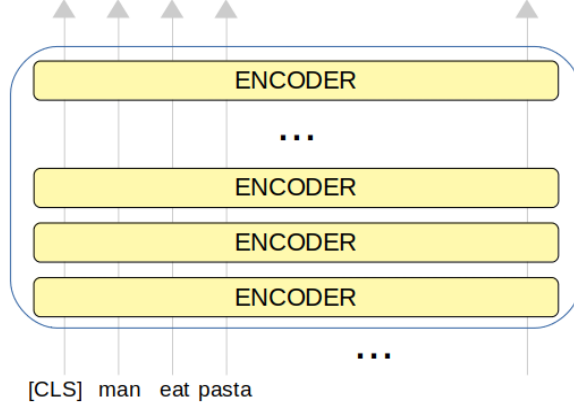 ENCODER
...
ENCODER
ENCODER
ENCODER
...
[CLS] man eat pasta